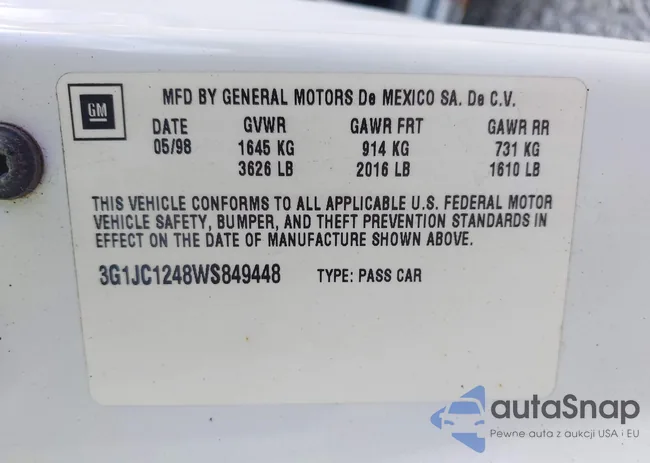 GM
MFD BY GENERAL MOTORS De MEXICO SA. De C.V.
DATE GVWR GAWR FRT GAWR RR
05/98 1645 KG 914 KG 731 KG
3626 LB 2016 LB 1610 LB
THIS VEHICLE CONFORMS TO ALL APPLICABLE U.S. FEDERAL MOTOR
VEHICLE SAFETY, BUMPER, AND THEFT PREVENTION STANDARDS IN
EFFECT ON THE DATE OF MANUFACTURE SHOWN ABOVE.
3G1JC1248WS849448 TYPE: PASS CAR
autaSnap
Pewne auta z aukcji USA i EU